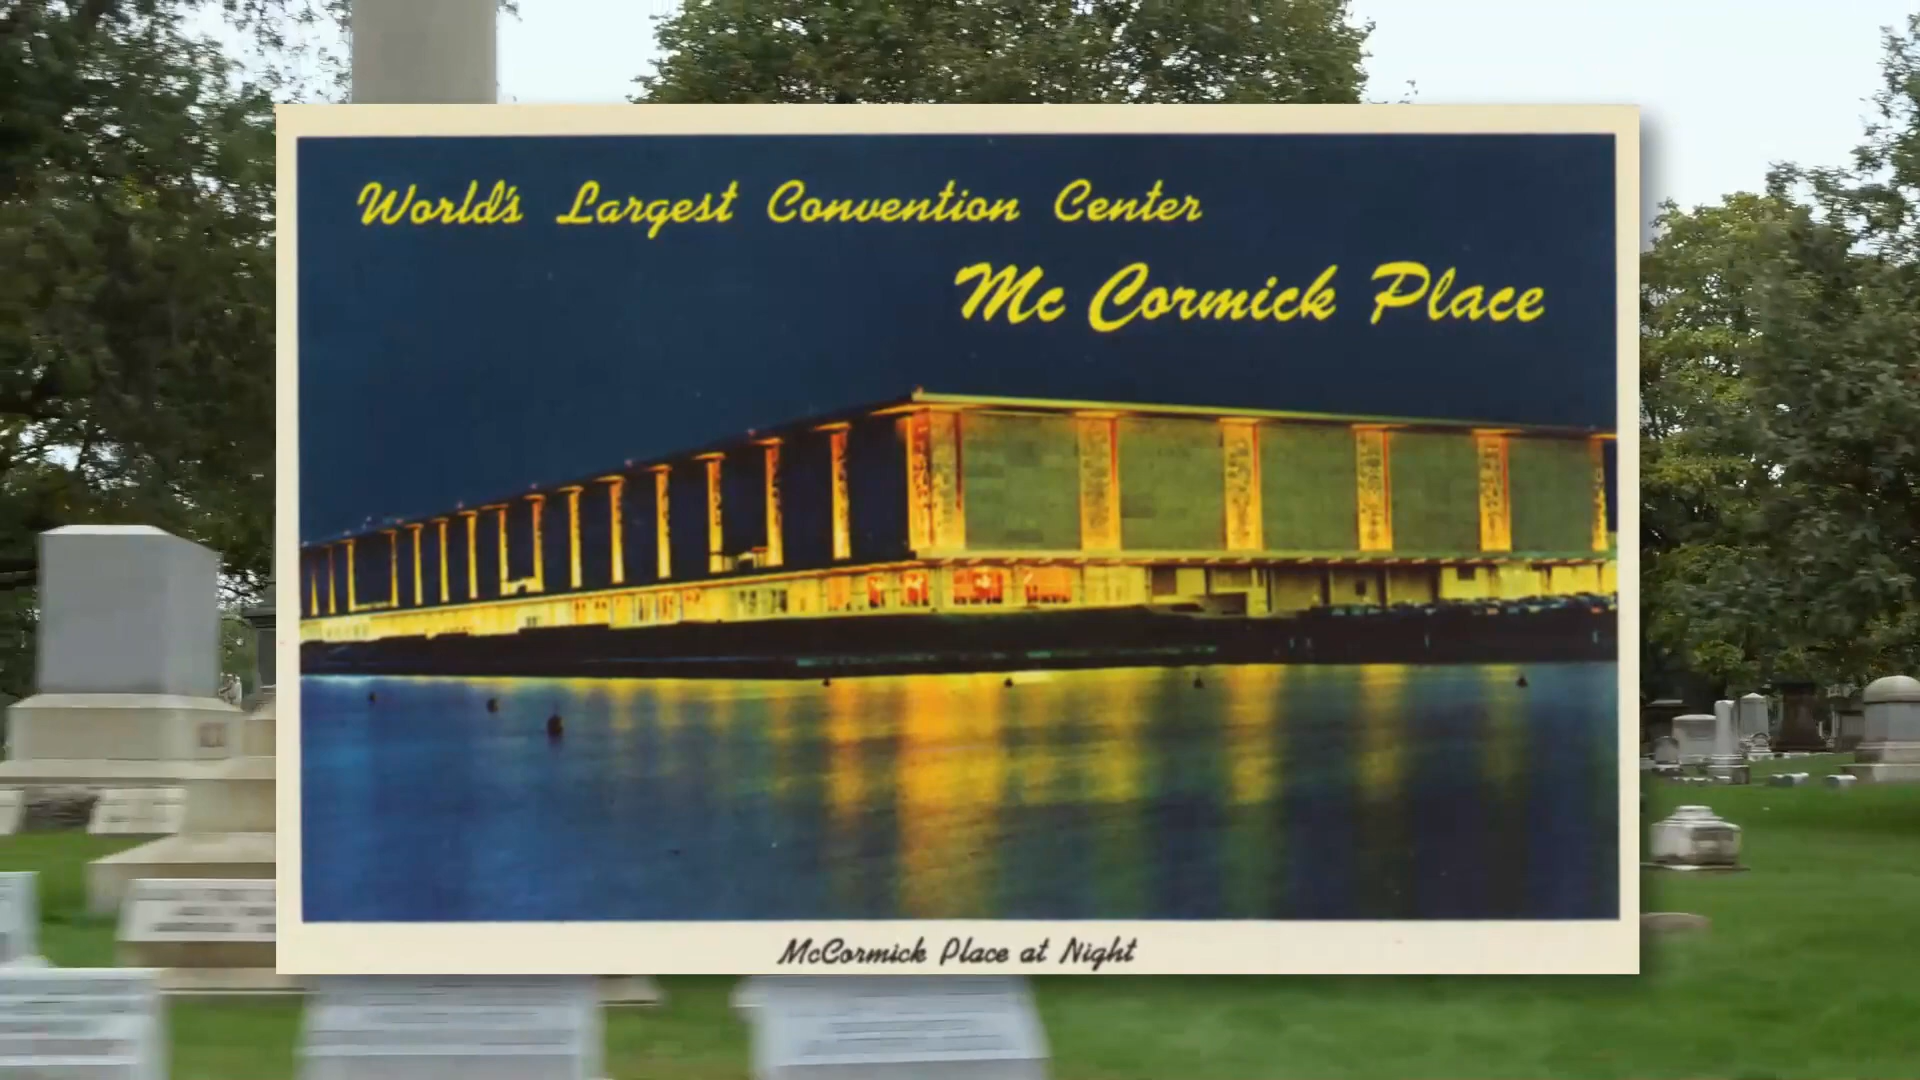 World's Largest Convention Center
Mc Cormick Place
McCormick Place at Night